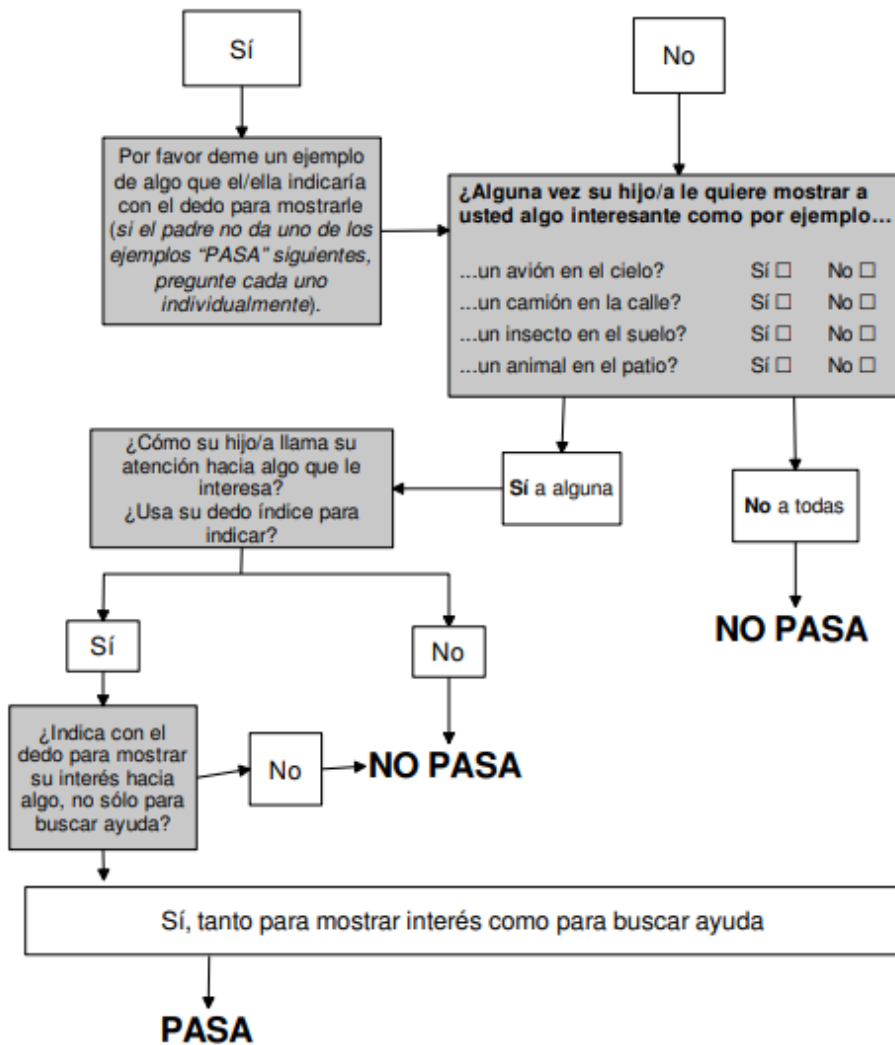 Sí
No
Por favor deme un ejemplo
de algo que el/ella indicaría
con el dedo para mostrarle
(si el padre no da uno de los
ejemplos “PASA” siguientes,
pregunte cada uno
individualmente).
¿Alguna vez su hijo/a le quiere mostrar a
usted algo interesante como por ejemplo…
...un avión en el cielo? Sí ☐ No ☐
...un camión en la calle? Sí ☐ No ☐
...un insecto en el suelo? Sí ☐ No ☐
...un animal en el patio? Sí ☐ No ☐
¿Cómo su hijo/a llama su
atención hacia algo que le
interesa?
¿Usa su dedo índice para
indicar?
Sí a alguna
No a todas
NO PASA
Sí
No
¿Indica con el
dedo para mostrar
su interés hacia
algo, no sólo para
buscar ayuda?
No
NO PASA
Sí, tanto para mostrar interés como para buscar ayuda
PASA